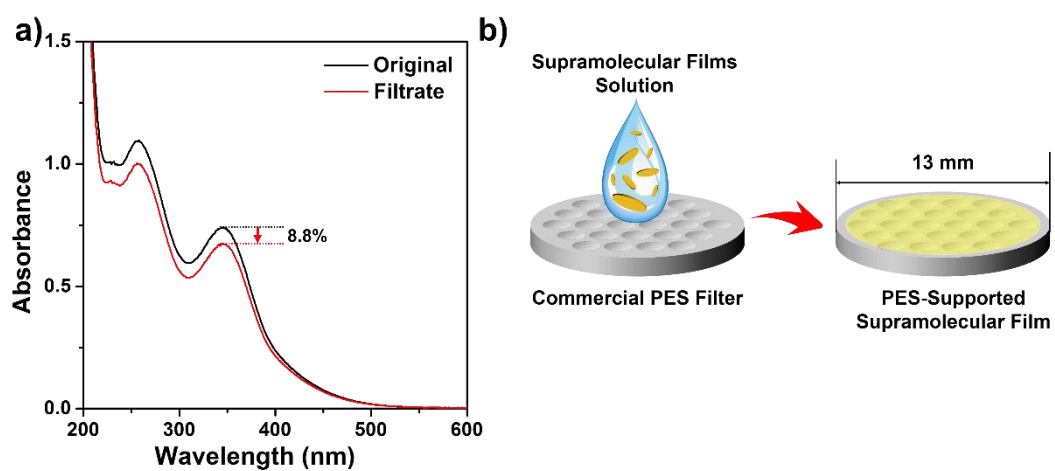 a)
1.5
1.0
0.5
0.0
Absorbance
200
300
400
500
600
Wavelength (nm)
Original
Filtrate
8.8%
b)
Supramolecular Films
Solution
Commercial PES Filter
13 mm
PES-Supported
Supramolecular Film